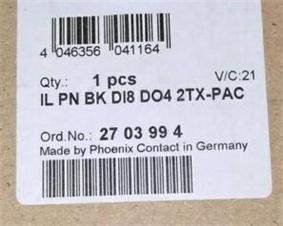 4 046356 041164
Qty.: 1 pcs V/C:21
IL PN BK DI8 DO4 2TX-PAC
Ord.No.: 27 03 99 4
Made by Phoenix Contact in Germany